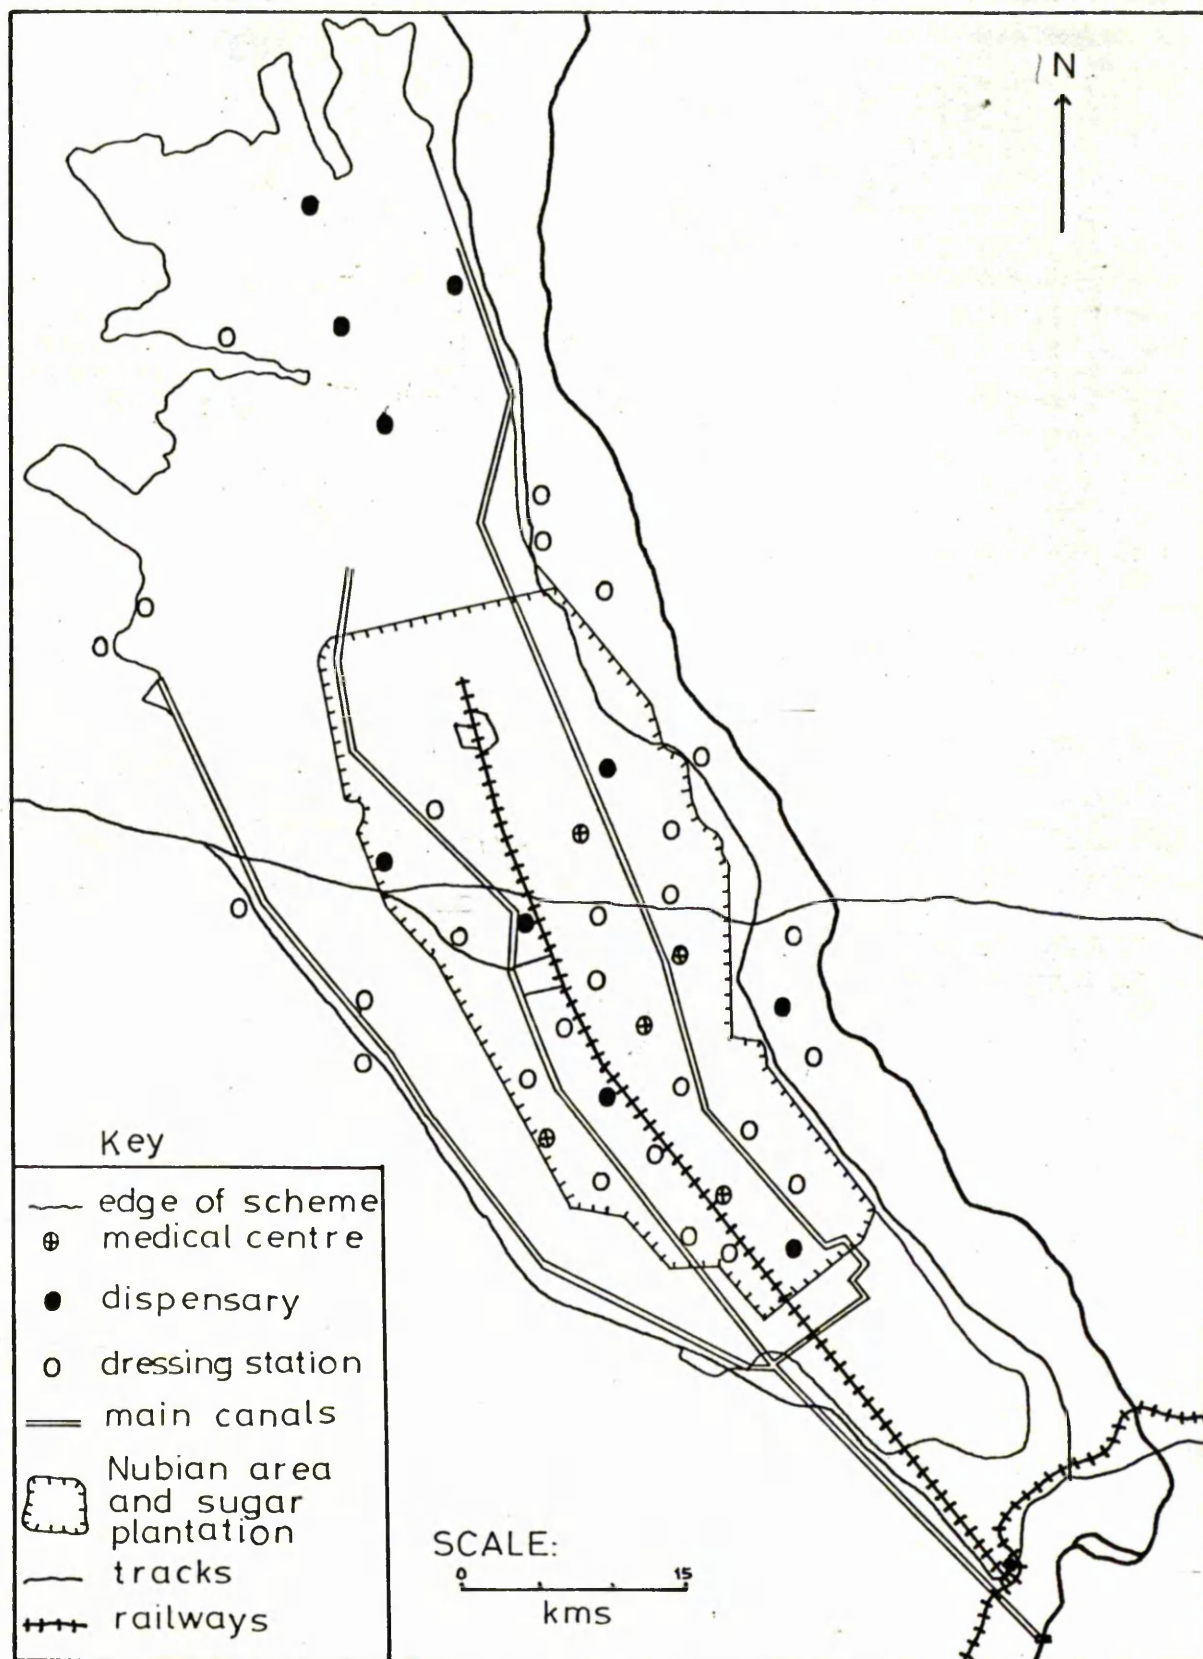 N
Key
edge of scheme
medical centre
dispensary
dressing station
main canals
Nubian area
and sugar
plantation
tracks
railways
SCALE:
0 15
kms